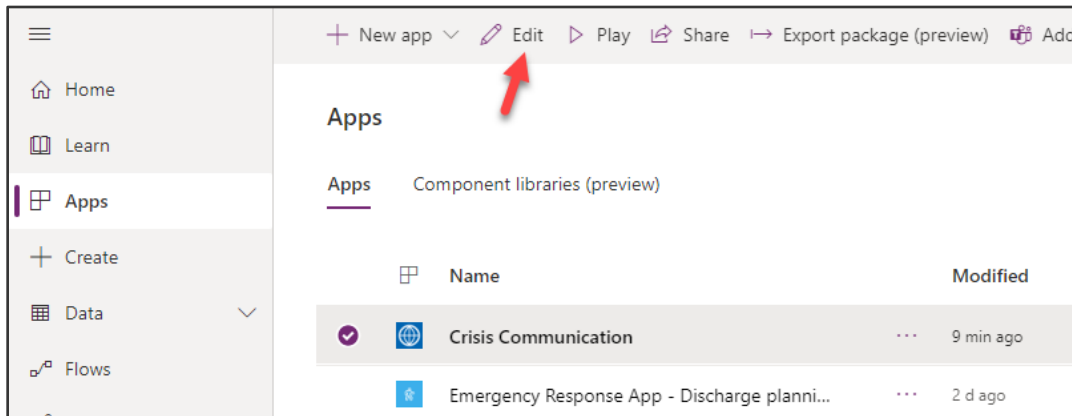 New app Edit Play Share Export package (preview) Add
Home
Learn
Apps
Create
Data
Flows
Apps
Apps Component libraries (preview)
Name Modified
Crisis Communication ... 9 min ago
Emergency Response App - Discharge planni... ... 2 d ago